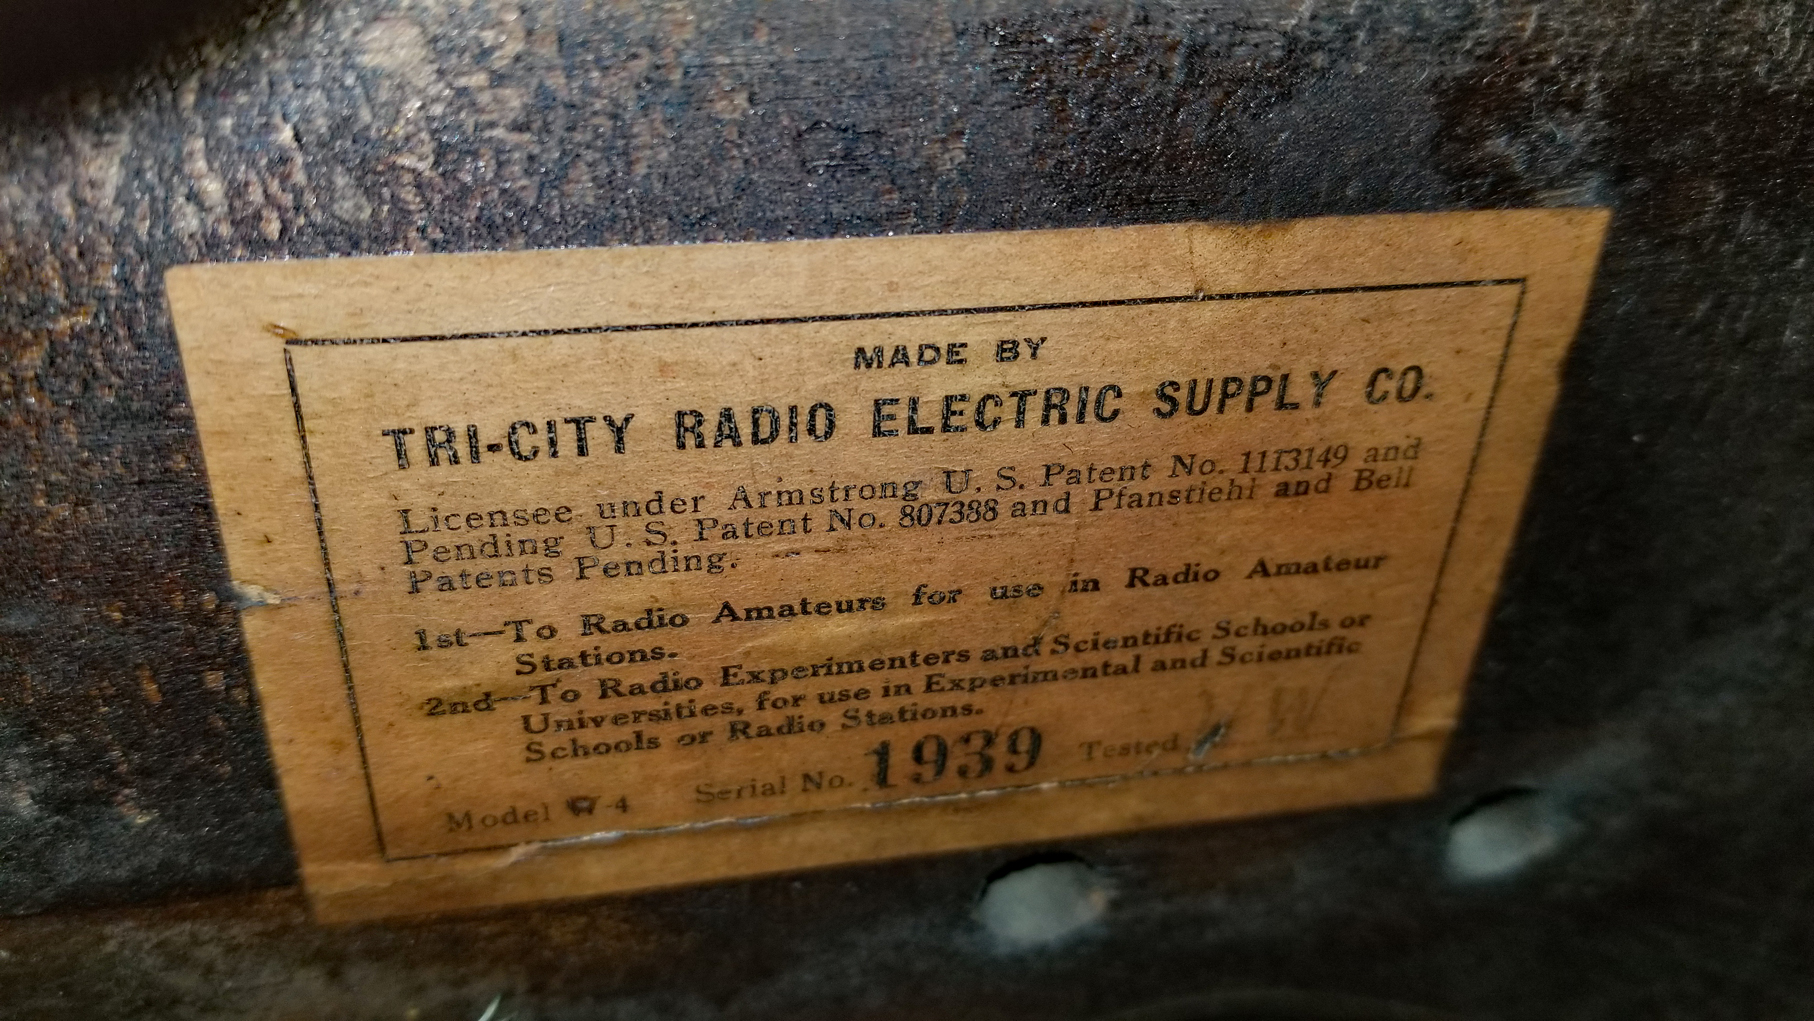 MADE BY
TRI-CITY RADIO ELECTRIC SUPPLY CO.
Licensee under Armstrong U. S. Patent No. 1113149 and
Pending U. S. Patent No. 807388 and Pfanstiehl and Bell
Patents Pending.
1st—To Radio Amateurs for use in Radio Amateur
Stations.
2nd—To Radio Experimenters and Scientific Schools or
Universities, for use in Experimental and Scientific
Schools or Radio Stations.
Model W-4 Serial No. 1939 Tested